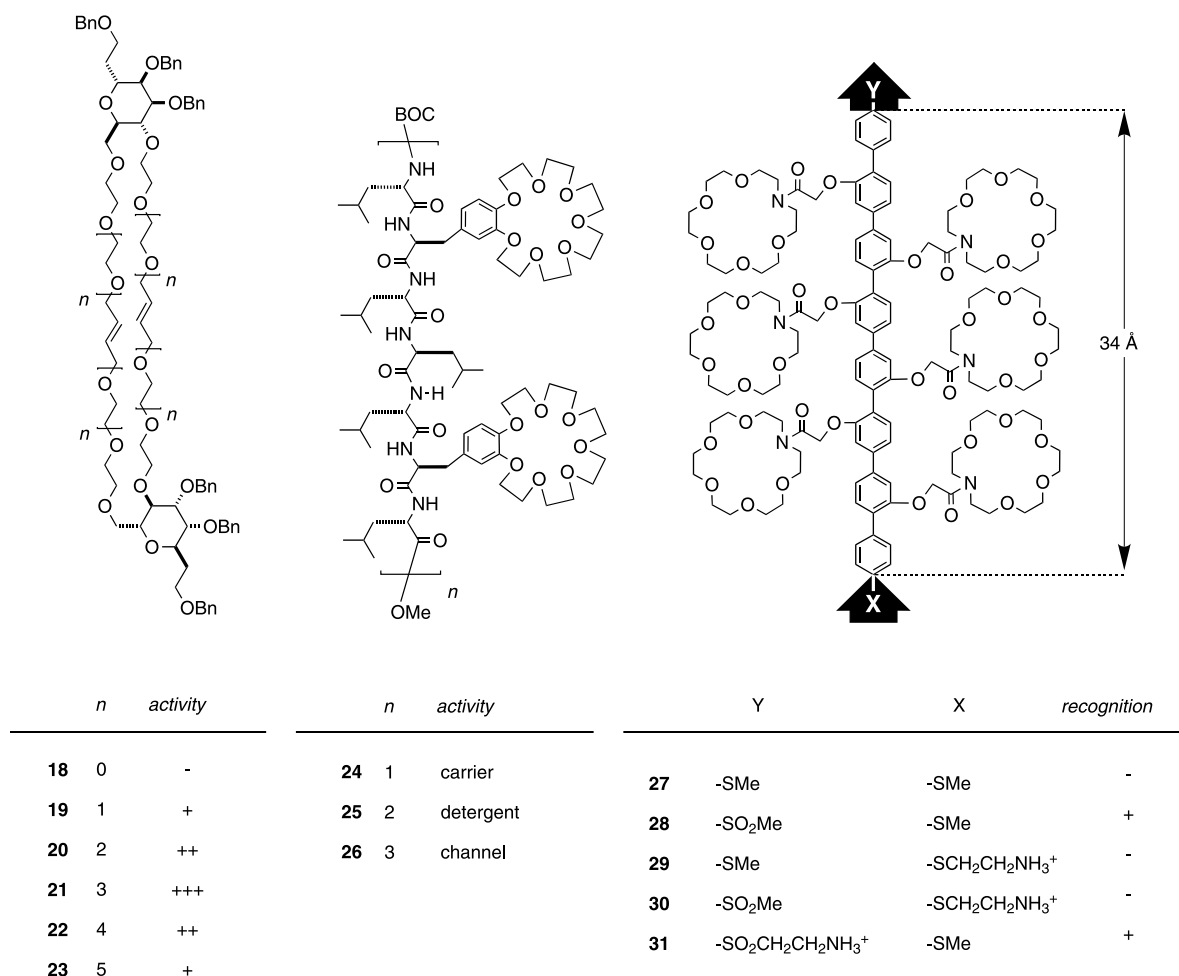 BnO
OBn
O OBn
O O
O O
O O n
n
O O n
n O O
O O
OBn
OBn
O
OBn
BOC
NH
O
HN
O O O O O O O O
O NH
O
HN
O
N-H
O
HN
O O O O O O O O
O NH
O
n
OMe
Y
O O O O O N O O
O O O O O N O O
O O O O O N O O
O O O O O N O O
O O O O O N O O
O O O O O N O O
34 Å
X
n activity
18 0 -
19 1 +
20 2 ++
21 3 +++
22 4 ++
23 5 +
n activity
24 1 carrier
25 2 detergent
26 3 channel
Y X recognition
27 -SMe -SMe -
28 -SO2Me -SMe +
29 -SMe -SCH2CH2NH3+ -
30 -SO2Me -SCH2CH2NH3+ -
31 -SO2CH2CH2NH3+ -SMe +